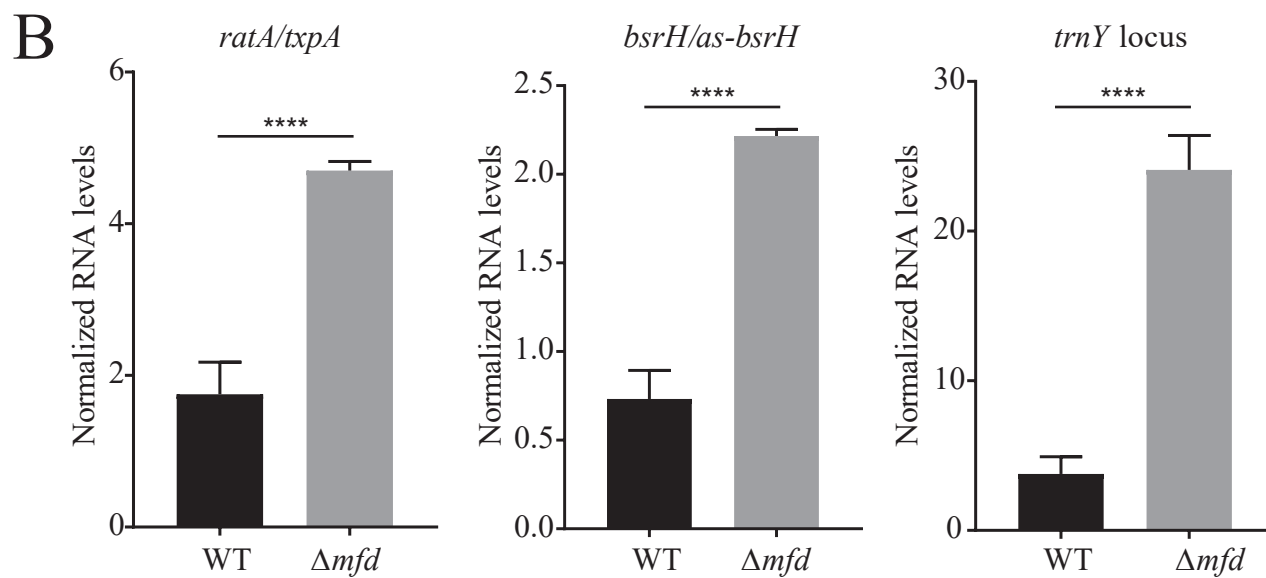 B
ratA/txpA
Normalized RNA levels
6
4
2
0
****
WT
Δmfd
bsrH/as-bsrH
Normalized RNA levels
2.5
2.0
1.5
1.0
0.5
0.0
****
WT
Δmfd
trnY locus
Normalized RNA levels
30
20
10
0
****
WT
Δmfd